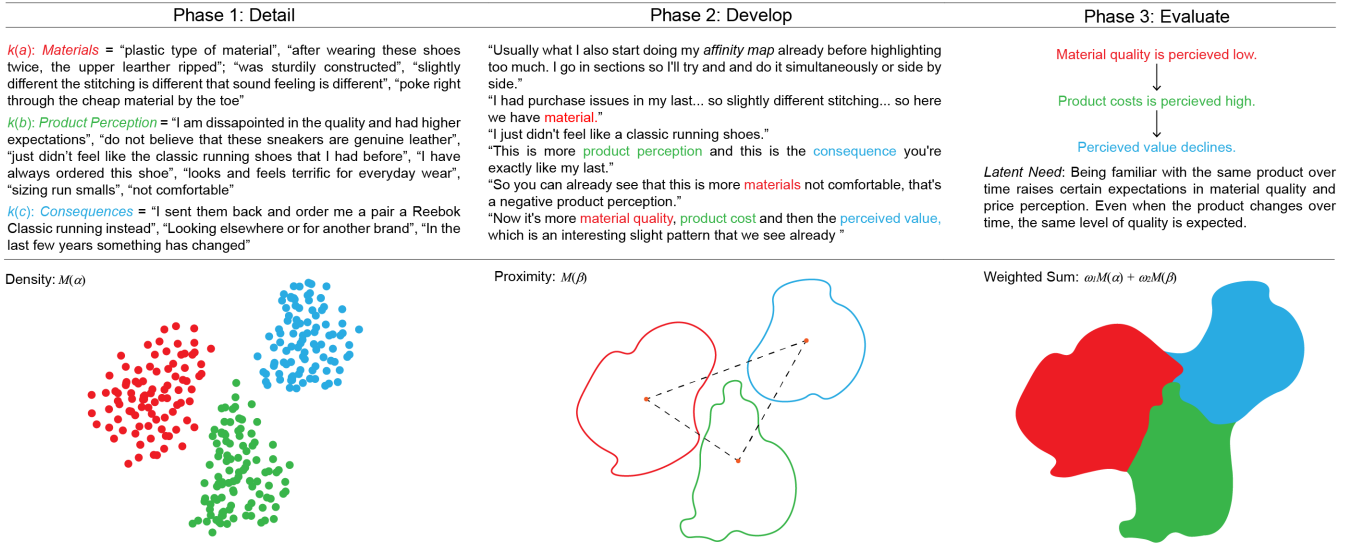 Phase 1: Detail
k(a): Materials = “plastic type of material”, “after wearing these shoes
twice, the upper learther ripped”; “was sturdily constructed”, “slightly
different the stitching is different that sound feeling is different”, “poke right
through the cheap material by the toe”
k(b): Product Perception = “I am dissapointed in the quality and had higher
expectations”, “do not believe that these sneakers are genuine leather”,
“just didn’t feel like the classic running shoes that I had before”, “I have
always ordered this shoe”, “looks and feels terrific for everyday wear”,
“sizing run smalls”, “not comfortable”
k(c): Consequences = “I sent them back and order me a pair a Reebok
Classic running instead”, “Looking elsewhere or for another brand”, “In the
last few years something has changed”
Density: M(α)
Phase 2: Develop
“Usually what I also start doing my affinity map already before highlighting
too much. I go in sections so I'll try and and do it simultaneously or side by
side.”
“I had purchase issues in my last... so slightly different stitching... so here
we have material.”
“I just didn't feel like a classic running shoes.”
“This is more product perception and this is the consequence you're
exactly like my last.”
“So you can already see that this is more materials not comfortable, that's
a negative product perception.”
“Now it's more material quality, product cost and then the perceived value,
which is an interesting slight pattern that we see already ”
Proximity: M(β)
Phase 3: Evaluate
Material quality is percieved low.
Product costs is percieved high.
Percieved value declines.
Latent Need: Being familiar with the same product over
time raises certain expectations in material quality and
price perception. Even when the product changes over
time, the same level of quality is expected.
Weighted Sum: ω1M(α) + ω2M(β)